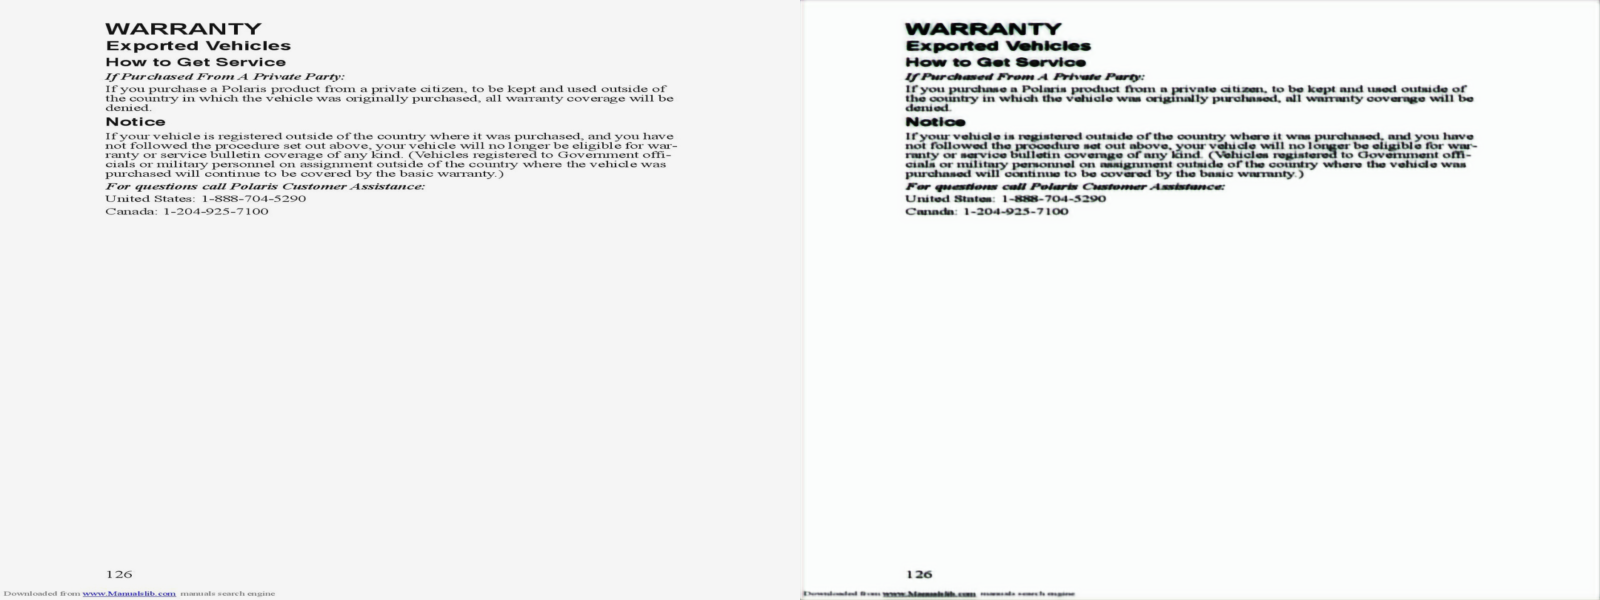 WARRANTY
Exported Vehicles
How to Get Service
If Purchased From A Private Party:
If you purchase a Polaris product from a private citizen, to be kept and used outside of
the country in which the vehicle was originally purchased, all warranty coverage will be
denied.
Notice
If your vehicle is registered outside of the country where it was purchased, and you have
not followed the procedure set out above, your vehicle will no longer be eligible for war-
ranty or service bulletin coverage of any kind. (Vehicles registered to Government offi-
cials or military personnel on assignment outside of the country where the vehicle was
purchased will continue to be covered by the basic warranty.)
For questions call Polaris Customer Assistance:
United States: 1-888-704-5290
Canada: 1-204-925-7100
126
Downloaded from www.Manualslib.com manuals search engine
WARRANTY
Exported Vehicles
How to Get Service
If Purchased From A Private Party:
If you purchase a Polaris product from a private citizen, to be kept and used outside of
the country in which the vehicle was originally purchased, all warranty coverage will be
denied.
Notice
If your vehicle is registered outside of the country where it was purchased, and you have
not followed the procedure set out above, your vehicle will no longer be eligible for war-
ranty or service bulletin coverage of any kind. (Vehicles registered to Government offi-
cials or military personnel on assignment outside of the country where the vehicle was
purchased will continue to be covered by the basic warranty.)
For questions call Polaris Customer Assistance:
United States: 1-888-704-5290
Canada: 1-204-925-7100
126
Downloaded from www.Manualslib.com manuals search engine